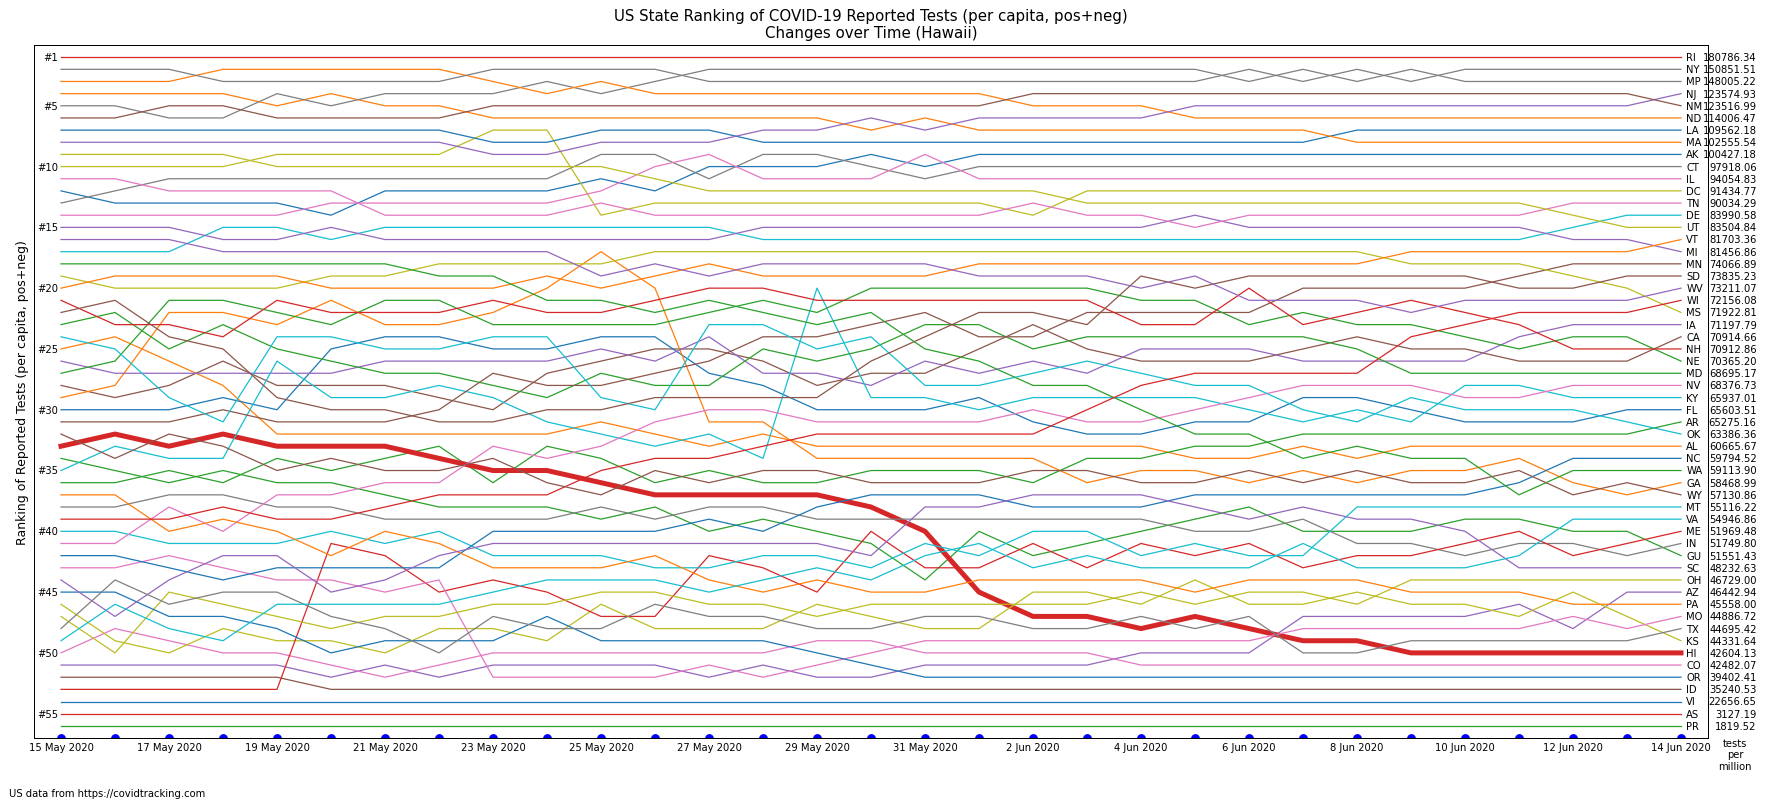 US State Ranking of COVID-19 Reported Tests (per capita, pos+neg)
Changes over Time (Hawaii)
Ranking of Reported Tests (per capita, pos+neg)
#1
#5
#10
#15
#20
#25
#30
#35
#40
#45
#50
#55
RI 180786.34
NY 150851.51
MP 148005.22
NJ 123574.93
NM 123516.99
ND 114006.47
LA 109562.18
MA 102555.54
AK 100427.18
CT 97918.06
IL 94054.83
DC 91434.77
TN 90034.29
DE 83990.58
UT 83504.84
VT 81703.36
MI 81456.86
MN 74066.89
SD 73835.23
WV 73211.07
WI 72156.08
MS 71922.81
IA 71197.79
CA 70914.66
NH 70912.86
NE 70365.20
MD 68695.17
NV 68376.73
KY 65937.01
FL 65603.51
AR 65275.16
OK 63386.36
AL 60665.67
NC 59794.52
WA 59113.90
GA 58468.99
WY 57130.86
MT 55116.22
VA 54946.86
ME 51969.48
IN 51749.80
GU 51551.43
SC 48232.63
OH 46729.00
AZ 46442.94
PA 45558.00
MO 44886.72
TX 44695.42
KS 44331.64
HI 42604.13
CO 42482.07
OR 39402.41
ID 35240.53
VI 22656.65
AS 3127.19
PR 1819.52
15 May 2020 17 May 2020 19 May 2020 21 May 2020 23 May 2020 25 May 2020 27 May 2020 29 May 2020 31 May 2020 2 Jun 2020 4 Jun 2020 6 Jun 2020 8 Jun 2020 10 Jun 2020 12 Jun 2020 14 Jun 2020
tests
per
million
US data from https://covidtracking.com